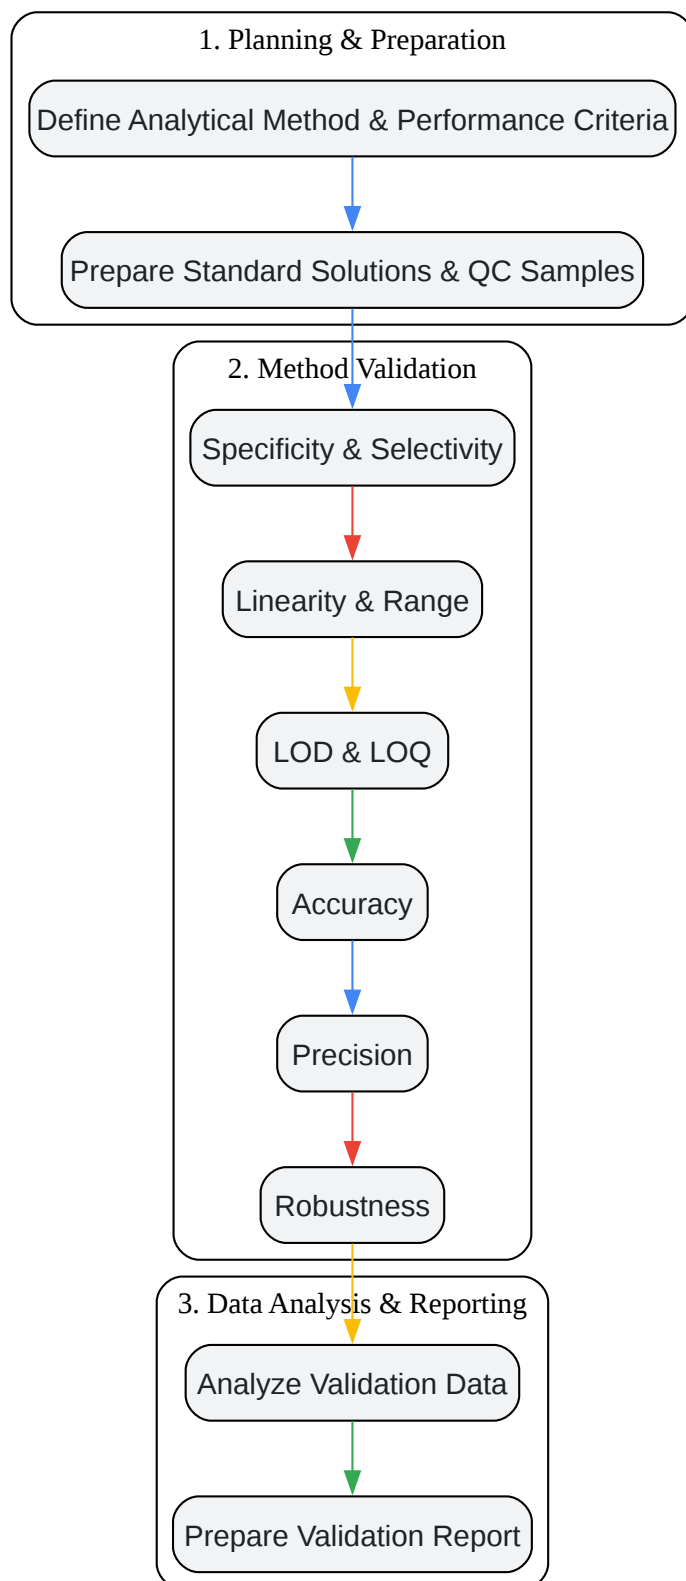 1. Planning & Preparation
Define Analytical Method & Performance Criteria
Prepare Standard Solutions & QC Samples
2. Method Validation
Specificity & Selectivity
Linearity & Range
LOD & LOQ
Accuracy
Precision
Robustness
3. Data Analysis & Reporting
Analyze Validation Data
Prepare Validation Report